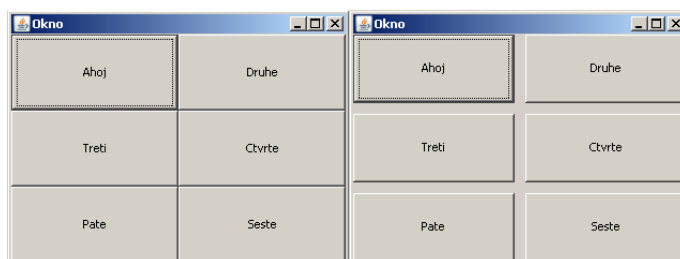 Okno
Ahoj Druhe
Treti Ctvrte
Pate Seste
Okno
Ahoj Druhe
Treti Ctvrte
Pate Seste